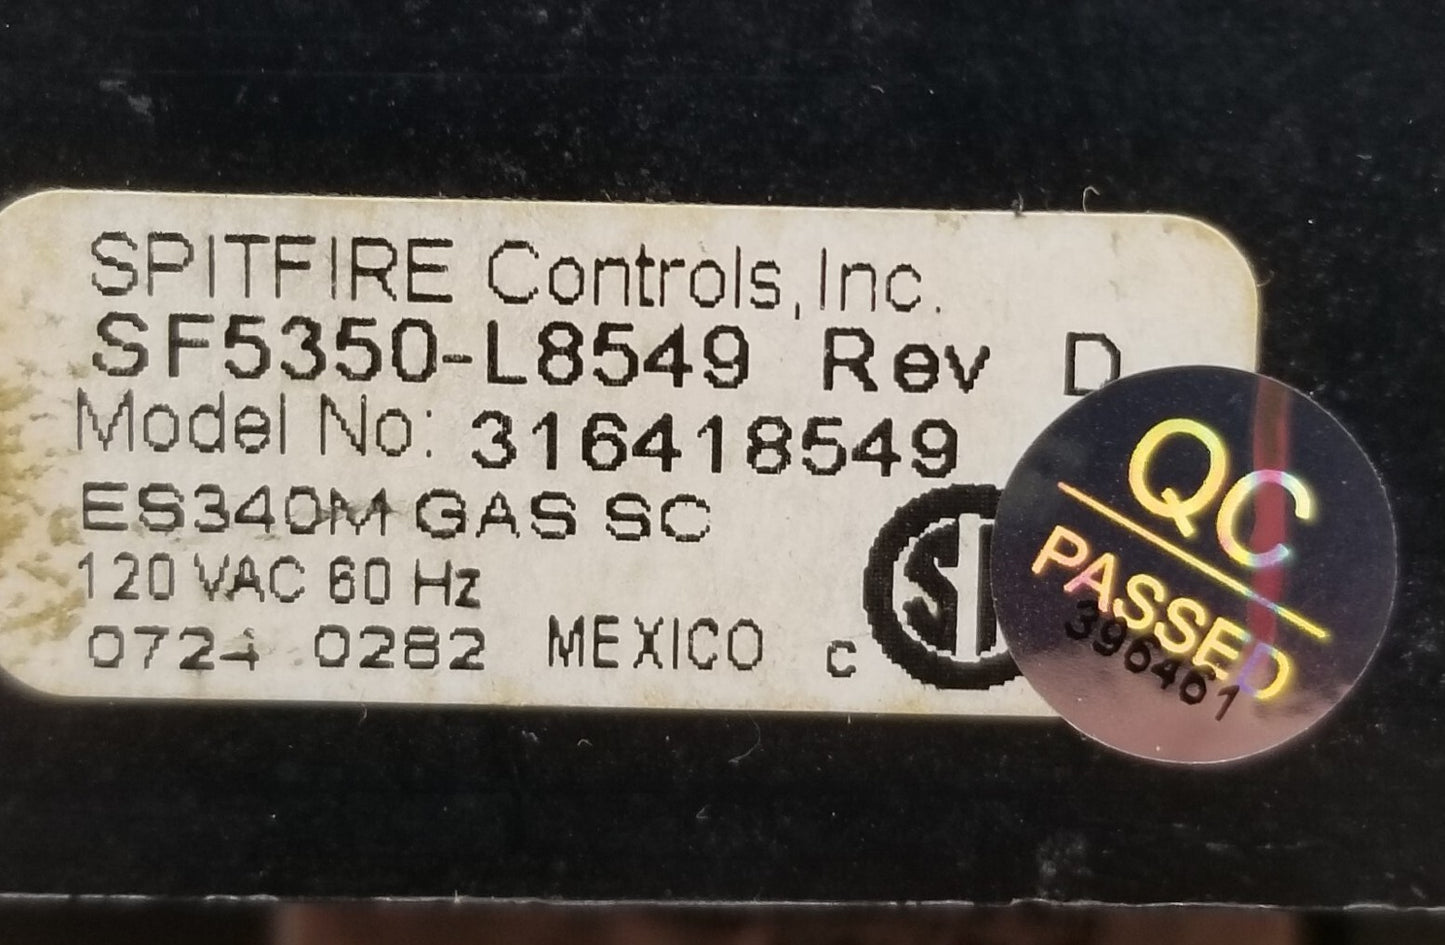 SPITFIRE Controls, Inc.
SF5350-L8549 Rev D
Model No: 316418549
ES340M GAS SC
120 VAC 60 Hz
0724 0282 MEXICO c
QC
PASSED
396461